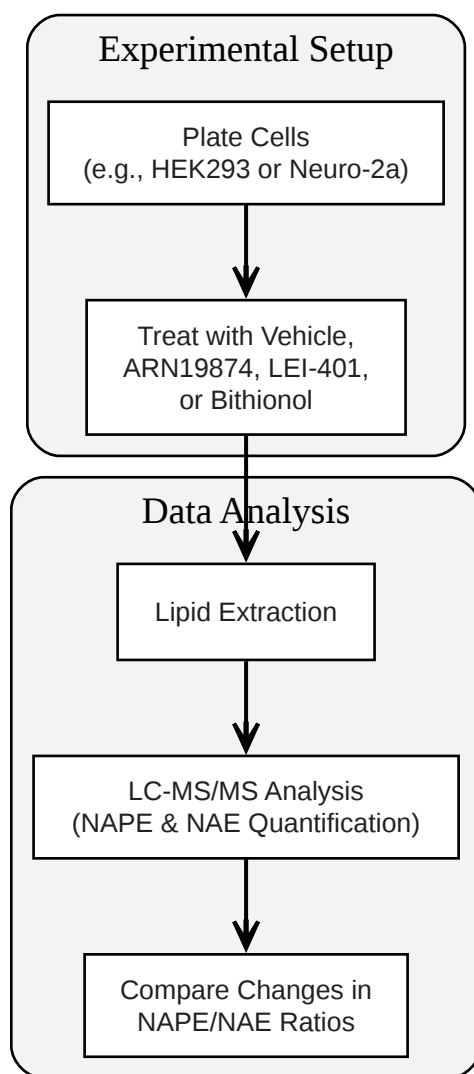 Experimental Setup
Plate Cells
(e.g., HEK293 or Neuro-2a)
Treat with Vehicle,
ARN19874, LEI-401,
or Bithionol
Data Analysis
Lipid Extraction
LC-MS/MS Analysis
(NAPE & NAE Quantification)
Compare Changes in
NAPE/NAE Ratios